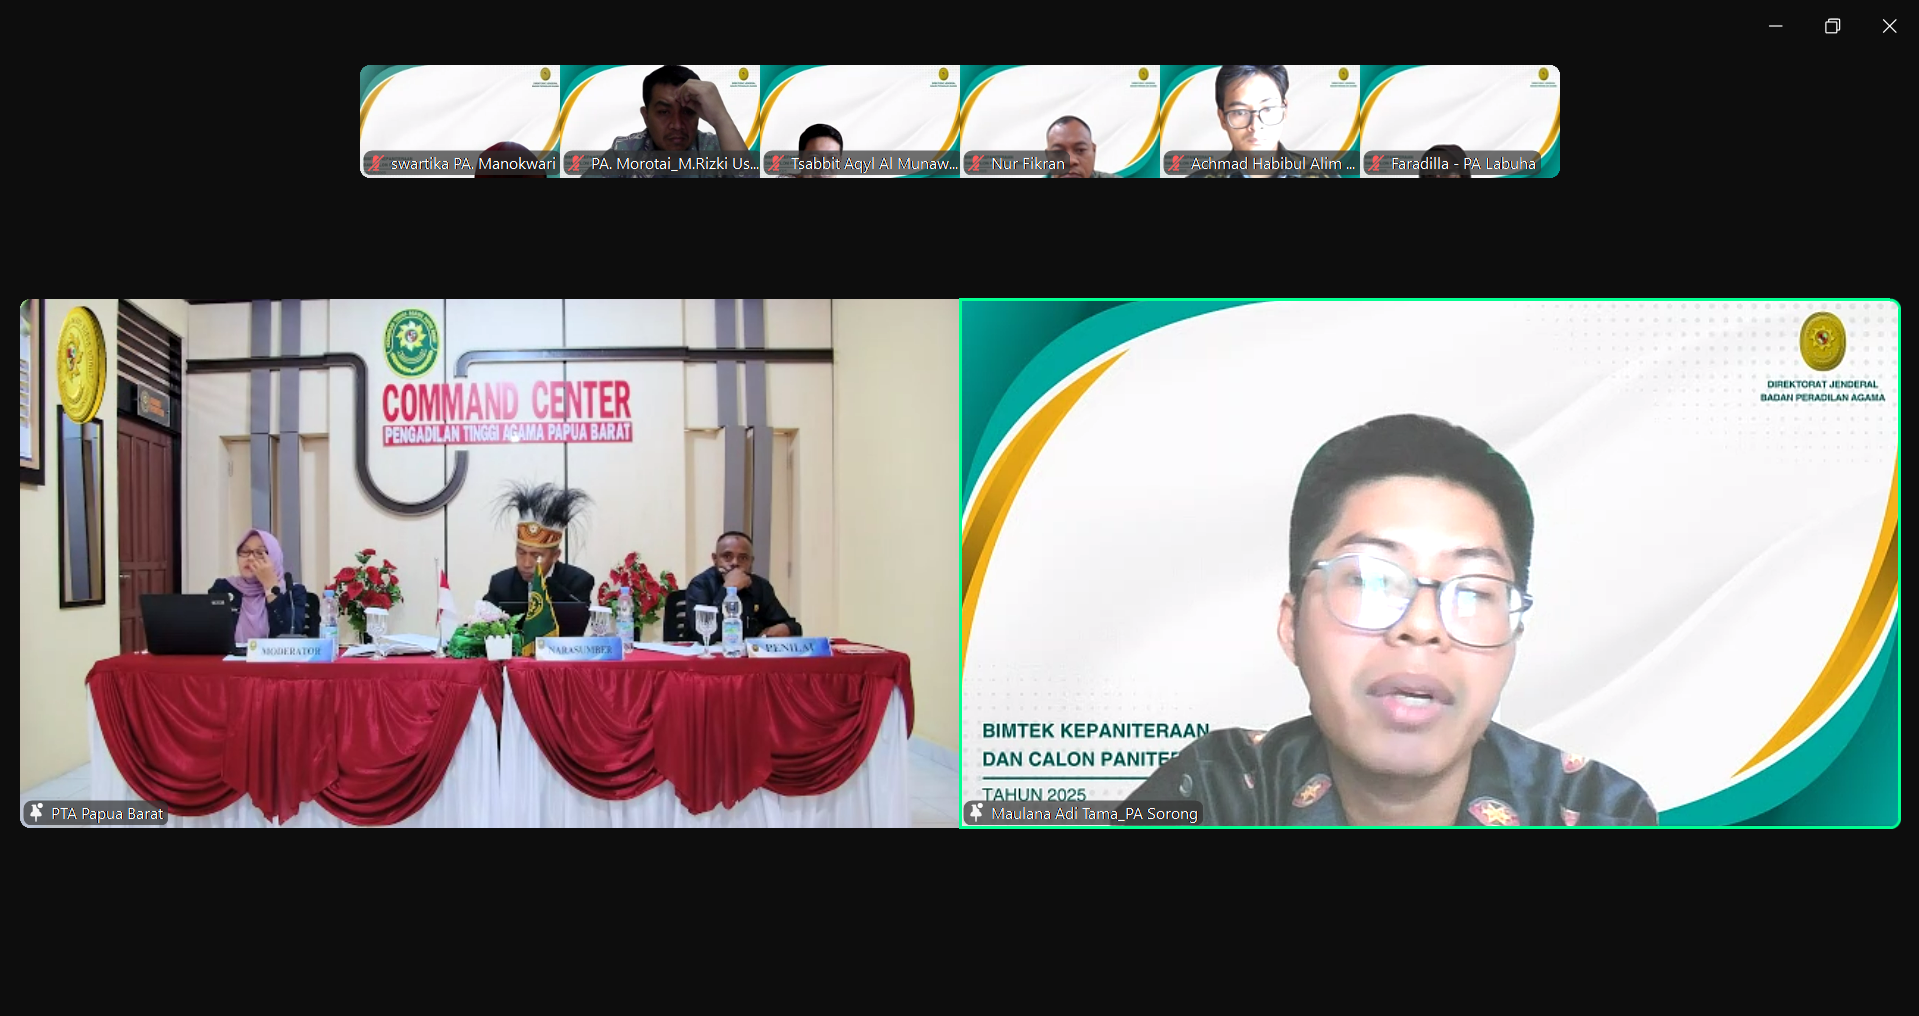 swartika PA. Manokwari
PA. Morotai_M.Rizki Us...
Tsabbit Aqyl Al Munaw...
Nur Fikran
Achmad Habibul Alim ...
Faradilla - PA Labuha
COMMAND CENTER
PENGADILAN TINGGI AGAMA PAPUA BARAT
MODERATOR
NARASUMBER
PENILAI
PTA Papua Barat
DIREKTORAT JENDERAL
BADAN PERADILAN AGAMA
BIMTEK KEPANITERAAN
DAN CALON PANITE
TAHUN 2025
Maulana Adi Tama_PA Sorong